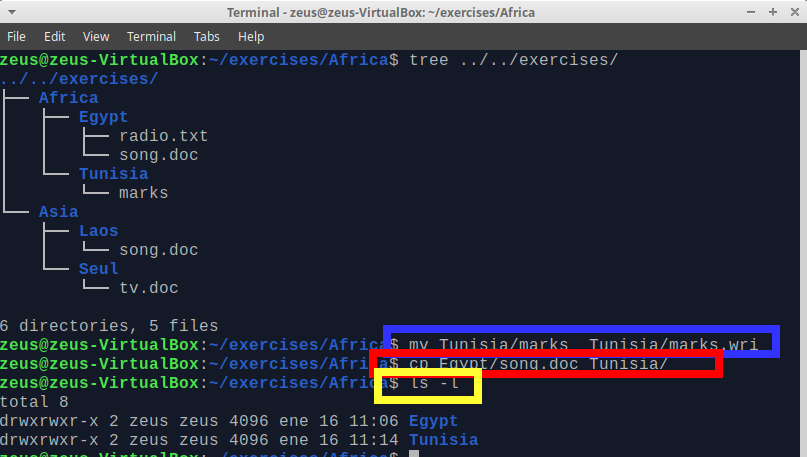 Terminal - zeus@zeus-VirtualBox: ~/exercises/Africa
File Edit View Terminal Tabs Help
zeus@zeus-VirtualBox:~/exercises/Africa$ tree ../../exercises/
../../exercises/
├── Africa
│   ├── Egypt
│   │   ├── radio.txt
│   │   └── song.doc
│   └── Tunisia
│       └── marks
└── Asia
    ├── Laos
    │   └── song.doc
    └── Seul
        └── tv.doc
6 directories, 5 files
zeus@zeus-VirtualBox:~/exercises/Africa$ mv Tunisia/marks  Tunisia/marks.wri
zeus@zeus-VirtualBox:~/exercises/Africa$ cp Egypt/song.doc Tunisia/
zeus@zeus-VirtualBox:~/exercises/Africa$ ls -l
total 8
drwxrwxr-x 2 zeus zeus 4096 ene 16 11:06 Egypt
drwxrwxr-x 2 zeus zeus 4096 ene 16 11:14 Tunisia
zeus@zeus-VirtualBox:~/exercises/Africa$